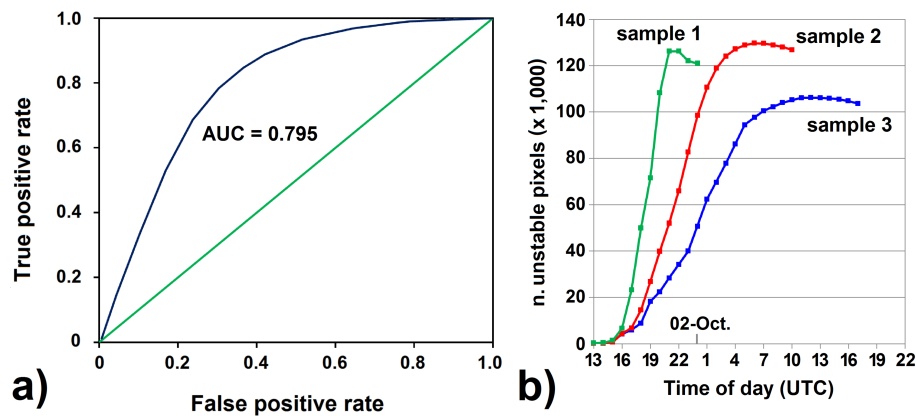 1.0
0.8
0.6
0.4
0.2
0
0 0.2 0.4 0.6 0.8 1.0
True positive rate
AUC = 0.795
False positive rate
a)
140
120
100
80
60
40
20
0
13 16 19 22 1 4 7 10 13 16 19 22
n. unstable pixels (x 1,000)
sample 1
sample 2
sample 3
02-Oct.
Time of day (UTC)
b)